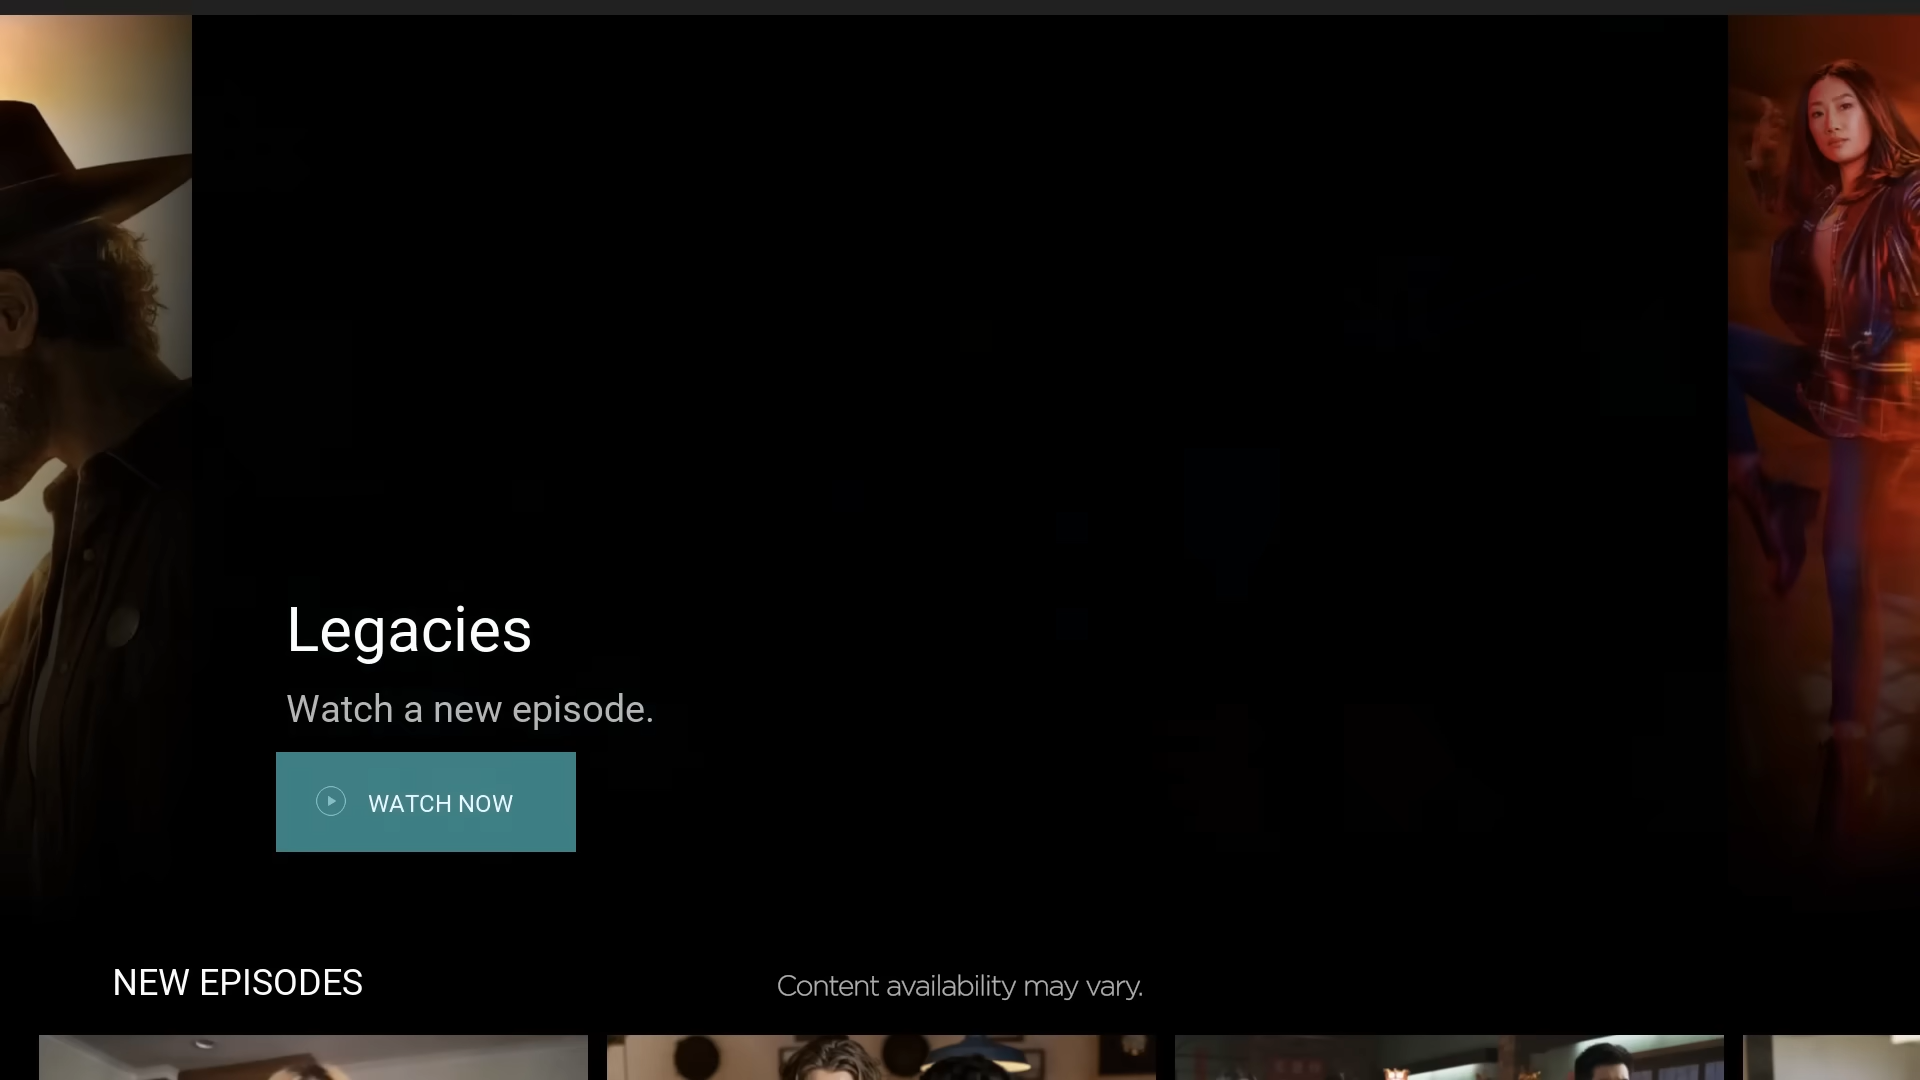 Legacies
Watch a new episode.
WATCH NOW
NEW EPISODES
Content availability may vary.